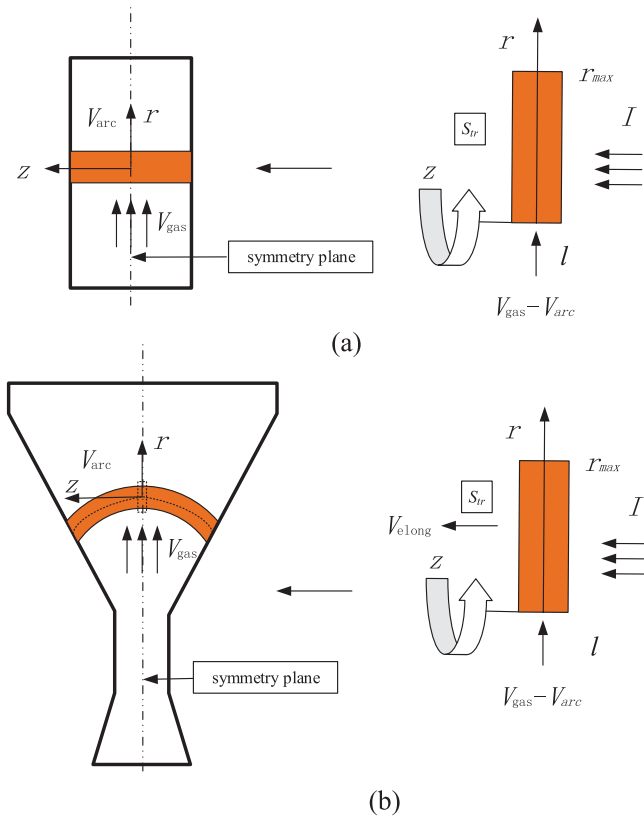 r
r_max
V_arc r
I
S_tr
z
z
V_gas
l
symmetry plane
V_gas − V_arc
(a)
r
r
V_arc
r_max
z
S_tr
I
V_elong
V_gas
z
l
symmetry plane
V_gas − V_arc
(b)